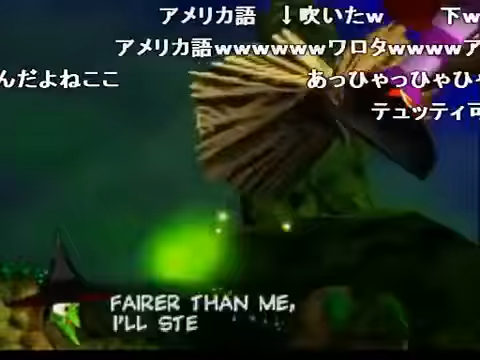 アメリカ語 ↓吹いたw 下w
アメリカ語wwwwwwワロタwwwwア
んだよねここ あっひゃっひゃひゃ
テュッティ可
FAIRER THAN ME,
I'LL STE